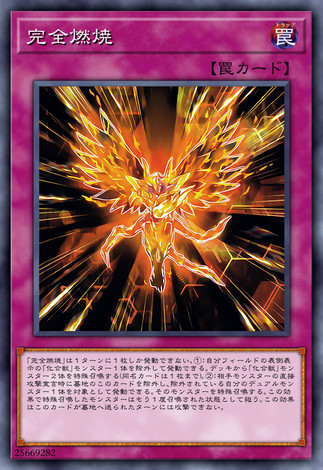 完全燃焼
トラップ
罠
【罠カード】
「完全燃焼」は１ターンに１枚しか発動できない。①：自分フィールドの表側表
示の「化合獣」モンスター１体を除外して発動できる。デッキから「化合獣」モン
スター２体を特殊召喚する（同名カードは１枚まで）。②：相手モンスターの直接
攻撃宣言時に墓地のこのカードを除外し、除外されている自分のデュアルモン
スター１体を対象として発動できる。そのモンスターを特殊召喚する。この効
果で特殊召喚したモンスターはもう１度召喚された状態として扱う。この効果
はこのカードが墓地へ送られたターンには発動できない。
25669282